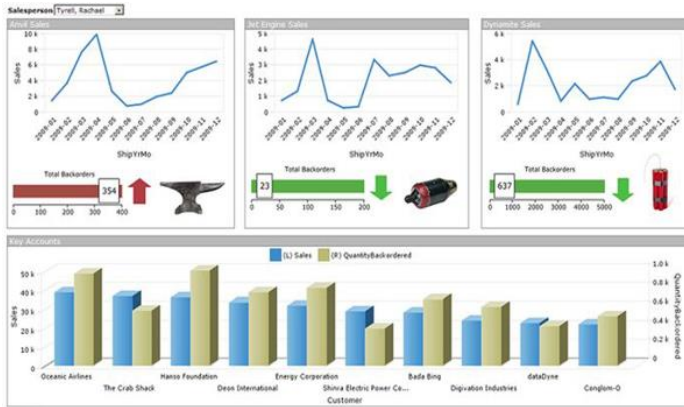 Salesperson Tyrell, Rachael
Anvil Sales
10 k
8 k
6 k
4 k
2 k
0 k
Sales
2009-01
2009-02
2009-03
2009-04
2009-05
2009-06
2009-07
2009-08
2009-09
2009-10
2009-11
2009-12
ShipYrMo
Total Backorders
354
0 100 200 300 400
Jet Engine Sales
5 k
4 k
3 k
2 k
1 k
0 k
Sales
2009-01
2009-02
2009-03
2009-04
2009-05
2009-06
2009-07
2009-08
2009-09
2009-10
2009-11
2009-12
ShipYrMo
Total Backorders
23
0 50 100 150 200
Dynamite Sales
6 k
4 k
2 k
0 k
Sales
2009-01
2009-02
2009-03
2009-04
2009-05
2009-06
2009-07
2009-08
2009-09
2009-10
2009-11
2009-12
ShipYrMo
Total Backorders
637
0 1000 2000 3000 4000 5000
Key Accounts
(L) Sales (R) QuantityBackordered
50 k
40 k
30 k
20 k
10 k
0
Sales
1.0 k
0.8 k
0.6 k
0.4 k
0.2 k
0
QuantityBackordered
Oceanic Airlines Hanso Foundation Energy Corporation Bada Bing dataDyne
The Crab Shack Deon International Shinra Electric Power Co... Digivation Industries Conglom-O
Customer